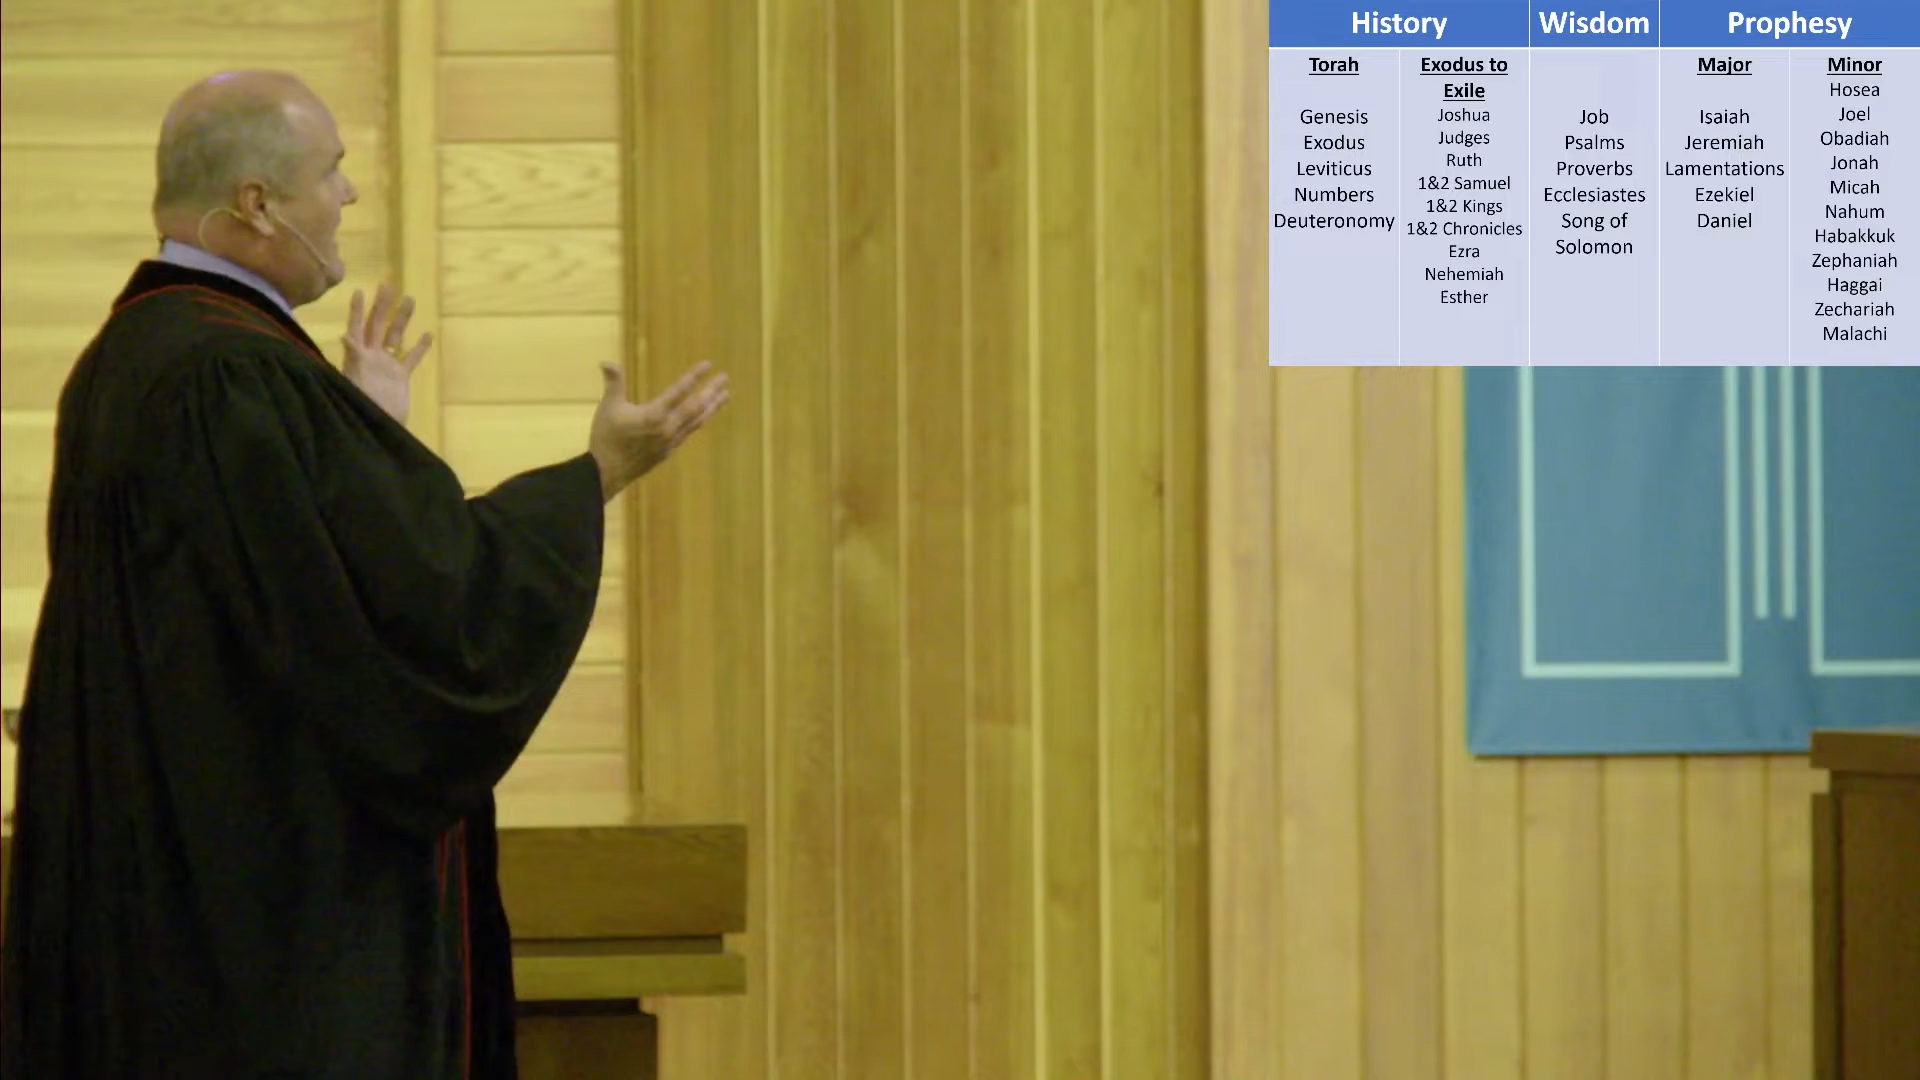 History
Wisdom
Prophesy
Torah
Genesis
Exodus
Leviticus
Numbers
Deuteronomy
Exodus to
Exile
Joshua
Judges
Ruth
1&2 Samuel
1&2 Kings
1&2 Chronicles
Ezra
Nehemiah
Esther
Job
Psalms
Proverbs
Ecclesiastes
Song of
Solomon
Major
Isaiah
Jeremiah
Lamentations
Ezekiel
Daniel
Minor
Hosea
Joel
Obadiah
Jonah
Micah
Nahum
Habakkuk
Zephaniah
Haggai
Zechariah
Malachi